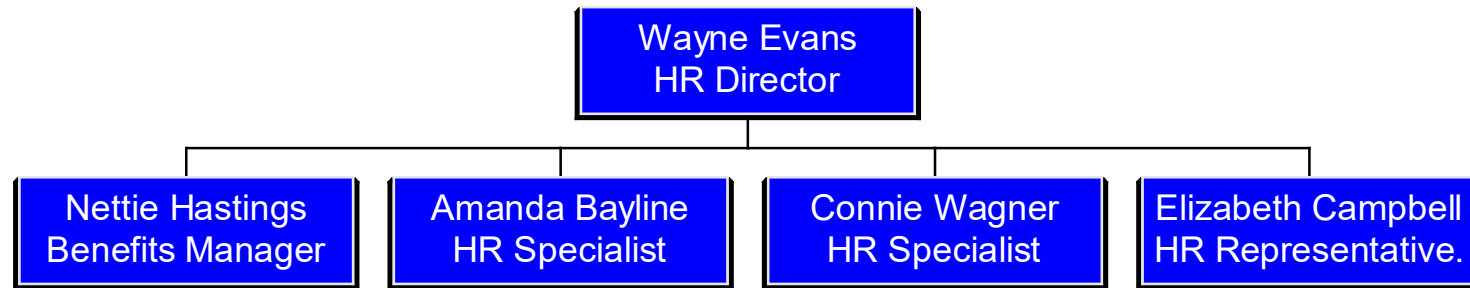 Wayne Evans
HR Director
Nettie Hastings
Benefits Manager
Amanda Bayline
HR Specialist
Connie Wagner
HR Specialist
Elizabeth Campbell
HR Representative.